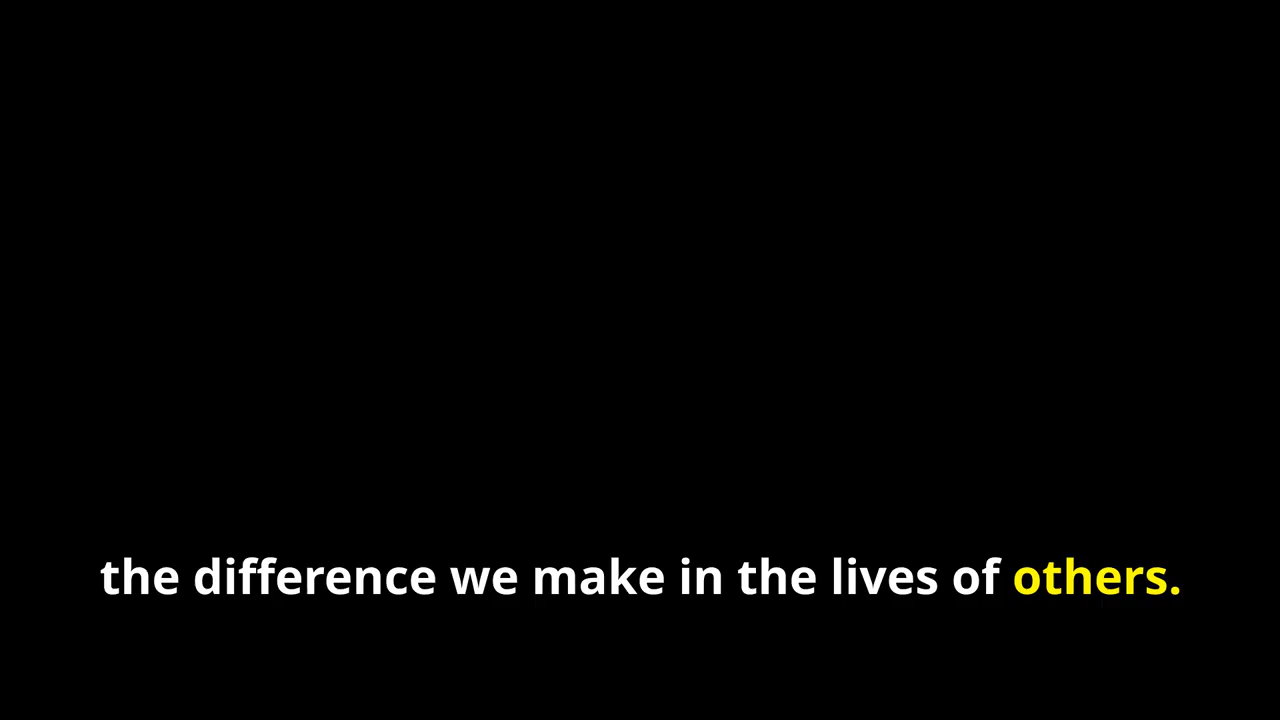 the difference we make in the lives of others.